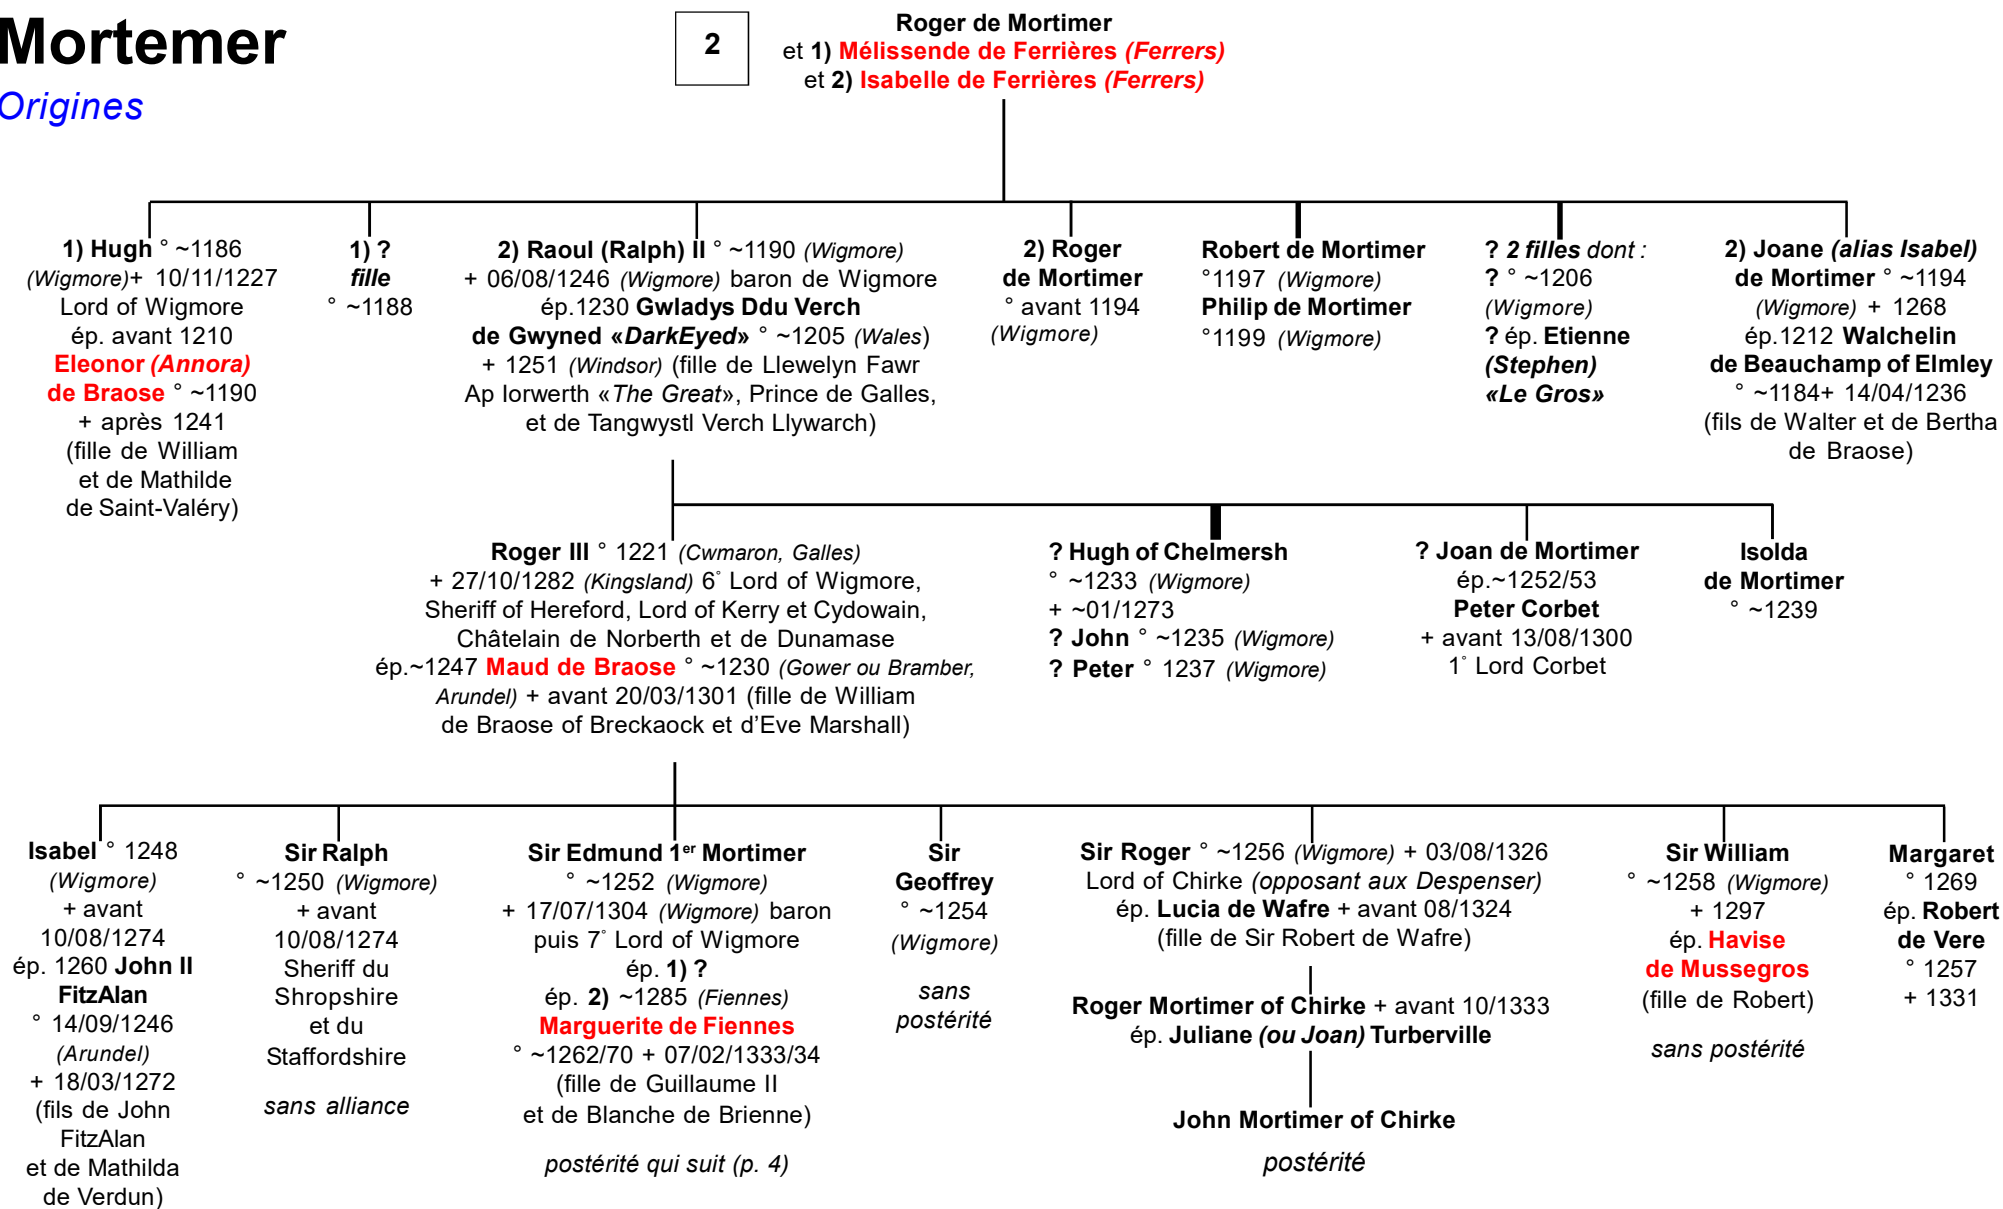 Mortemer
Origines
2
Roger de Mortimer
et 1) Mélissende de Ferrières (Ferrers)
et 2) Isabelle de Ferrières (Ferrers)
1) Hugh ° ~1186
(Wigmore)+ 10/11/1227
Lord of Wigmore
ép. avant 1210
Eleonor (Annora)
de Braose ° ~1190
+ après 1241
(fille de William
et de Mathilde
de Saint-Valéry)
1) ?
fille
° ~1188
2) Raoul (Ralph) II ° ~1190 (Wigmore)
+ 06/08/1246 (Wigmore) baron de Wigmore
ép.1230 Gwladys Ddu Verch
de Gwyned «DarkEyed» ° ~1205 (Wales)
+ 1251 (Windsor) (fille de Llewelyn Fawr
Ap Iorwerth «The Great», Prince de Galles,
et de Tangwystl Verch Llywarch)
2) Roger
de Mortimer
° avant 1194
(Wigmore)
Robert de Mortimer
°1197 (Wigmore)
Philip de Mortimer
°1199 (Wigmore)
? 2 filles dont :
? ° ~1206
(Wigmore)
? ép. Etienne
(Stephen)
«Le Gros»
2) Joane (alias Isabel)
de Mortimer ° ~1194
(Wigmore) + 1268
ép.1212 Walchelin
de Beauchamp of Elmley
° ~1184+ 14/04/1236
(fils de Walter et de Bertha
de Braose)
Roger III ° 1221 (Cwmaron, Galles)
+ 27/10/1282 (Kingsland) 6° Lord of Wigmore,
Sheriff of Hereford, Lord of Kerry et Cydowain,
Châtelain de Norberth et de Dunamase
ép.~1247 Maud de Braose ° ~1230 (Gower ou Bramber,
Arundel) + avant 20/03/1301 (fille de William
de Braose of Breckaock et d’Eve Marshall)
? Hugh of Chelmersh
° ~1233 (Wigmore)
+ ~01/1273
? John ° ~1235 (Wigmore)
? Peter ° 1237 (Wigmore)
? Joan de Mortimer
ép.~1252/53
Peter Corbet
+ avant 13/08/1300
1° Lord Corbet
Isolda
de Mortimer
° ~1239
Isabel ° 1248
(Wigmore)
+ avant
10/08/1274
ép. 1260 John II
FitzAlan
° 14/09/1246
(Arundel)
+ 18/03/1272
(fils de John
FitzAlan
et de Mathilda
de Verdun)
Sir Ralph
° ~1250 (Wigmore)
+ avant
10/08/1274
Sheriff du
Shropshire
et du
Staffordshire
sans alliance
Sir Edmund 1er Mortimer
° ~1252 (Wigmore)
+ 17/07/1304 (Wigmore) baron
puis 7° Lord of Wigmore
ép. 1) ?
ép. 2) ~1285 (Fiennes)
Marguerite de Fiennes
° ~1262/70 + 07/02/1333/34
(fille de Guillaume II
et de Blanche de Brienne)
postérité qui suit (p. 4)
Sir
Geoffrey
° ~1254
(Wigmore)
sans
postérité
Sir Roger ° ~1256 (Wigmore) + 03/08/1326
Lord of Chirke (opposant aux Despenser)
ép. Lucia de Wafre + avant 08/1324
(fille de Sir Robert de Wafre)
Roger Mortimer of Chirke + avant 10/1333
ép. Juliane (ou Joan) Turberville
John Mortimer of Chirke
postérité
Sir William
° ~1258 (Wigmore)
+ 1297
ép. Havise
de Mussegros
(fille de Robert)
sans postérité
Margaret
° 1269
ép. Robert
de Vere
° 1257
+ 1331